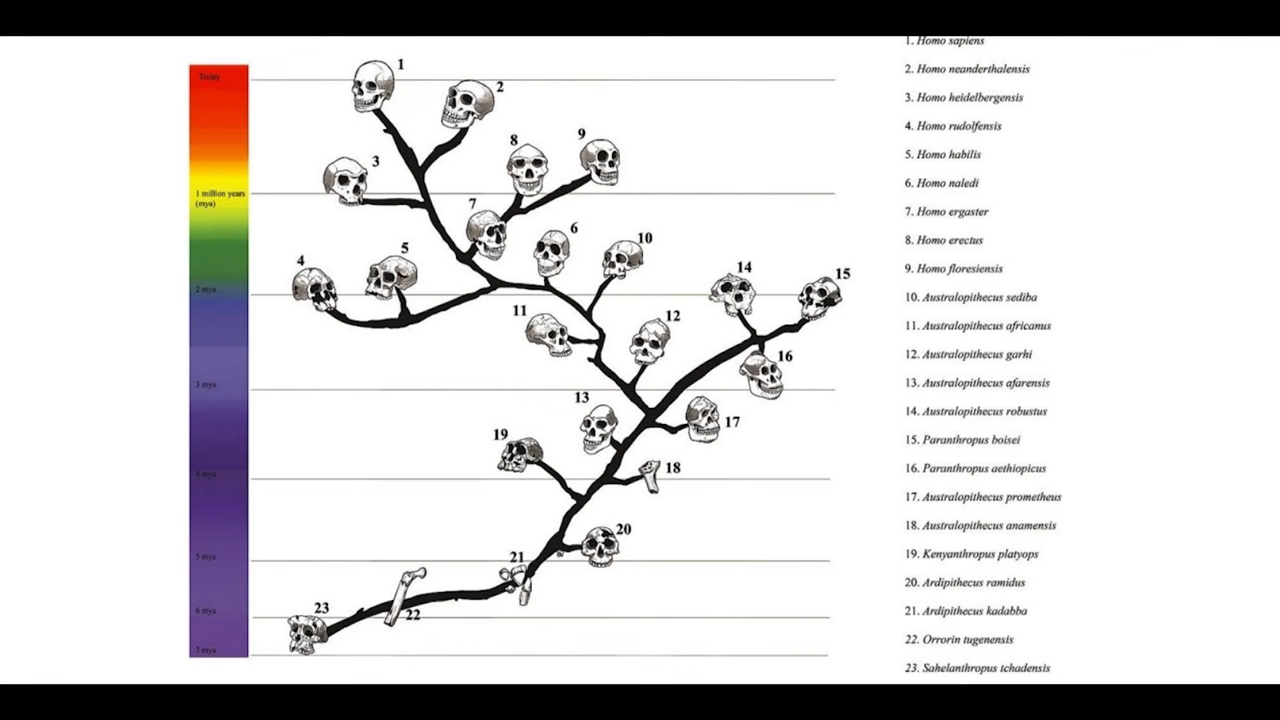 Today
1 million years
(mya)
2 mya
3 mya
4 mya
5 mya
6 mya
7 mya
1
2
3
8
9
7
6
10
4
5
14
15
11
12
16
13
17
19
18
20
21
22
23
1. Homo sapiens
2. Homo neanderthalensis
3. Homo heidelbergensis
4. Homo rudolfensis
5. Homo habilis
6. Homo naledi
7. Homo ergaster
8. Homo erectus
9. Homo floresiensis
10. Australopithecus sediba
11. Australopithecus africanus
12. Australopithecus garhi
13. Australopithecus afarensis
14. Australopithecus robustus
15. Paranthropus boisei
16. Paranthropus aethiopicus
17. Australopithecus prometheus
18. Australopithecus anamensis
19. Kenyanthropus platyops
20. Ardipithecus ramidus
21. Ardipithecus kadabba
22. Orrorin tugenensis
23. Sahelanthropus tchadensis